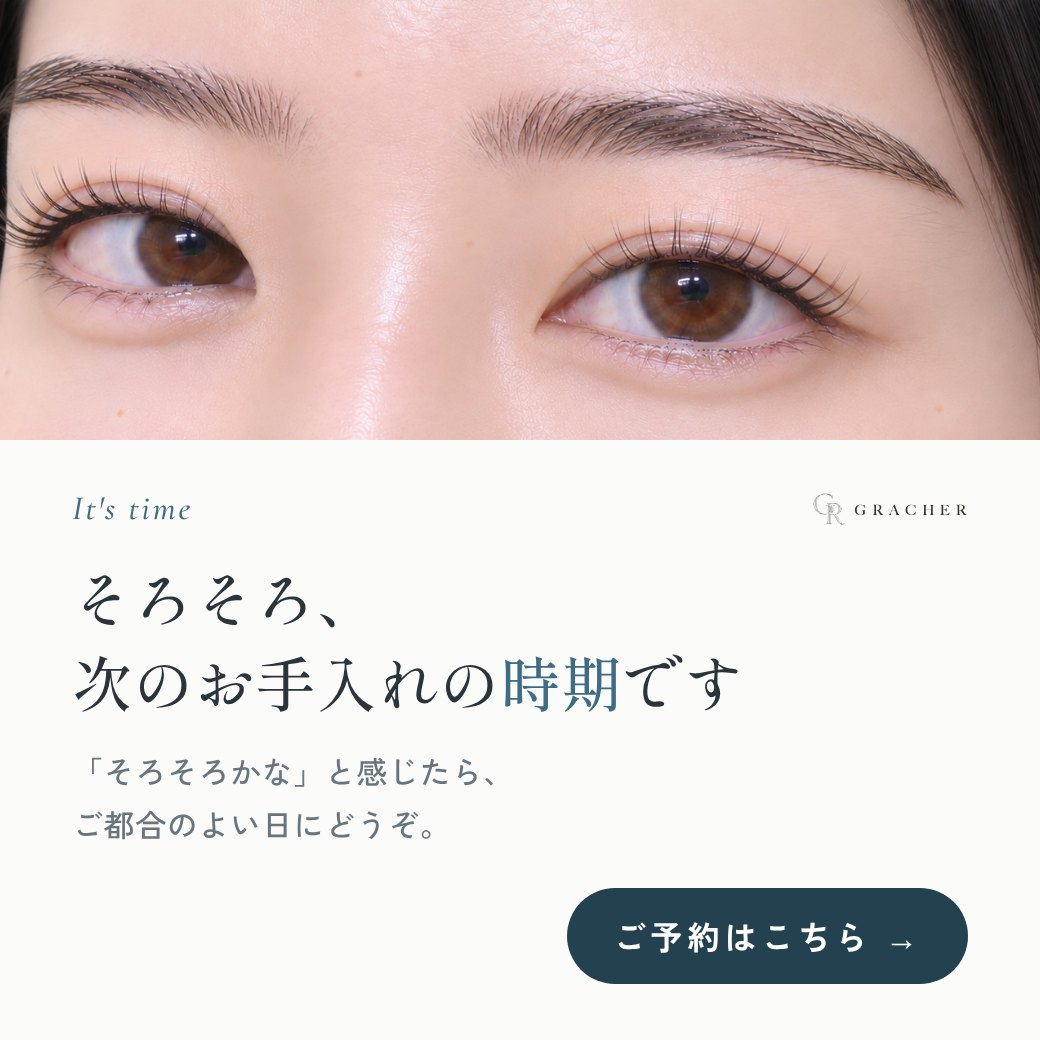 It's time
GR GRACHER
そろそろ、
次のお手入れの時期です
「そろそろかな」と感じたら、
ご都合のよい日にどうぞ。
ご予約はこちら →